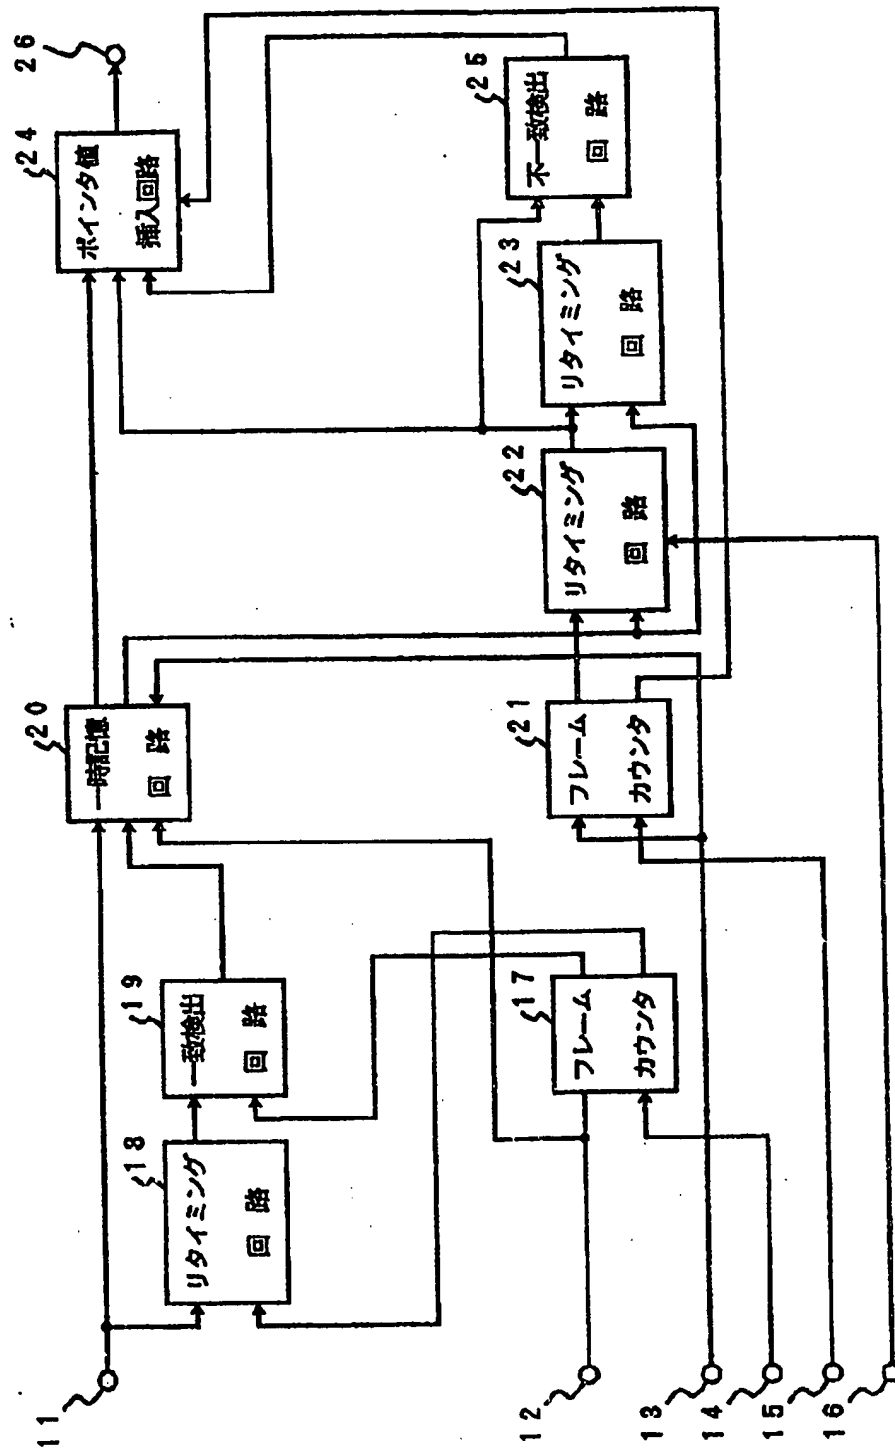 11
18
リタイミング
回 路
19
一致検出
回 路
20
一時記憶
回 路
24
ポインタ値
挿入回路
26
12
17
フレーム
カウンタ
21
フレーム
カウンタ
22
リタイミング
回 路
23
リタイミング
回 路
25
不一致検出
回 路
13
14
15
16